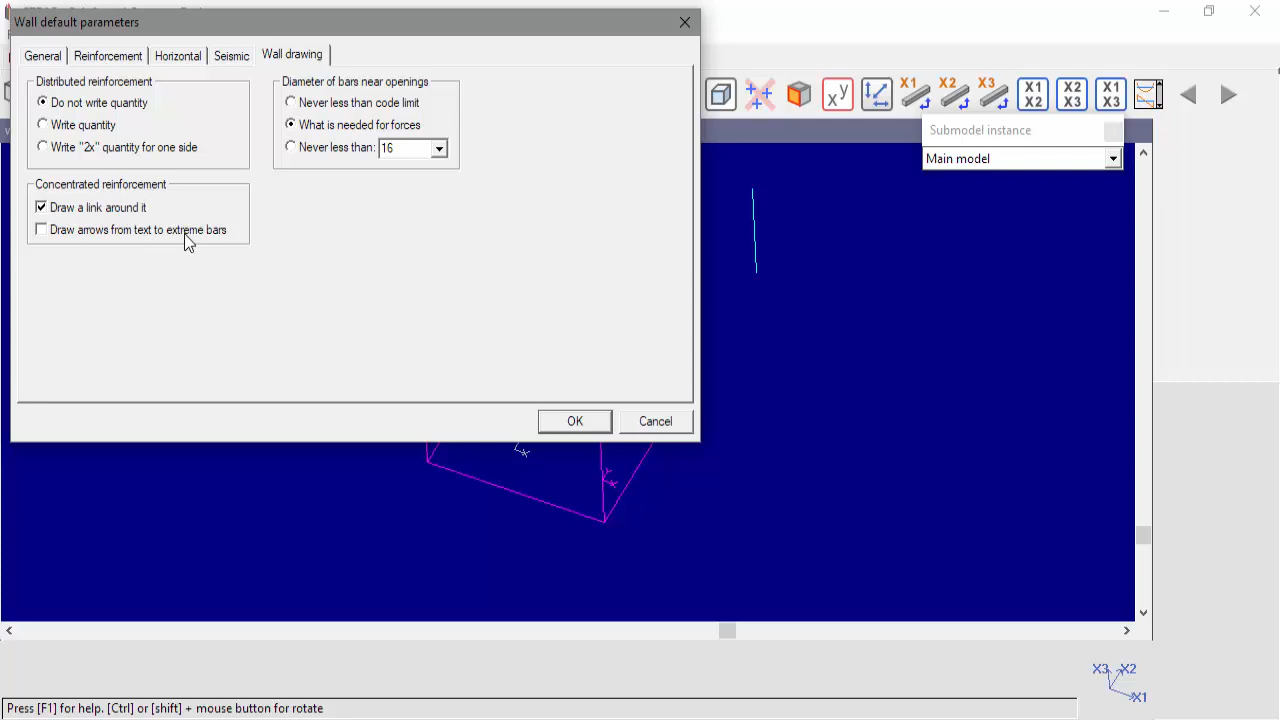 Wall default parameters
General
Reinforcement
Horizontal
Seismic
Wall drawing
Distributed reinforcement
Do not write quantity
Write quantity
Write "2x" quantity for one side
Concentrated reinforcement
Draw a link around it
Draw arrows from text to extreme bars
Diameter of bars near openings
Never less than code limit
What is needed for forces
Never less than: 16
OK
Cancel
xy
X1
X2
X3
X1
X2
X2
X3
X1
X3
Submodel instance
Main model
X3 X2
X1
Press [F1] for help. [Ctrl] or [shift] + mouse button for rotate